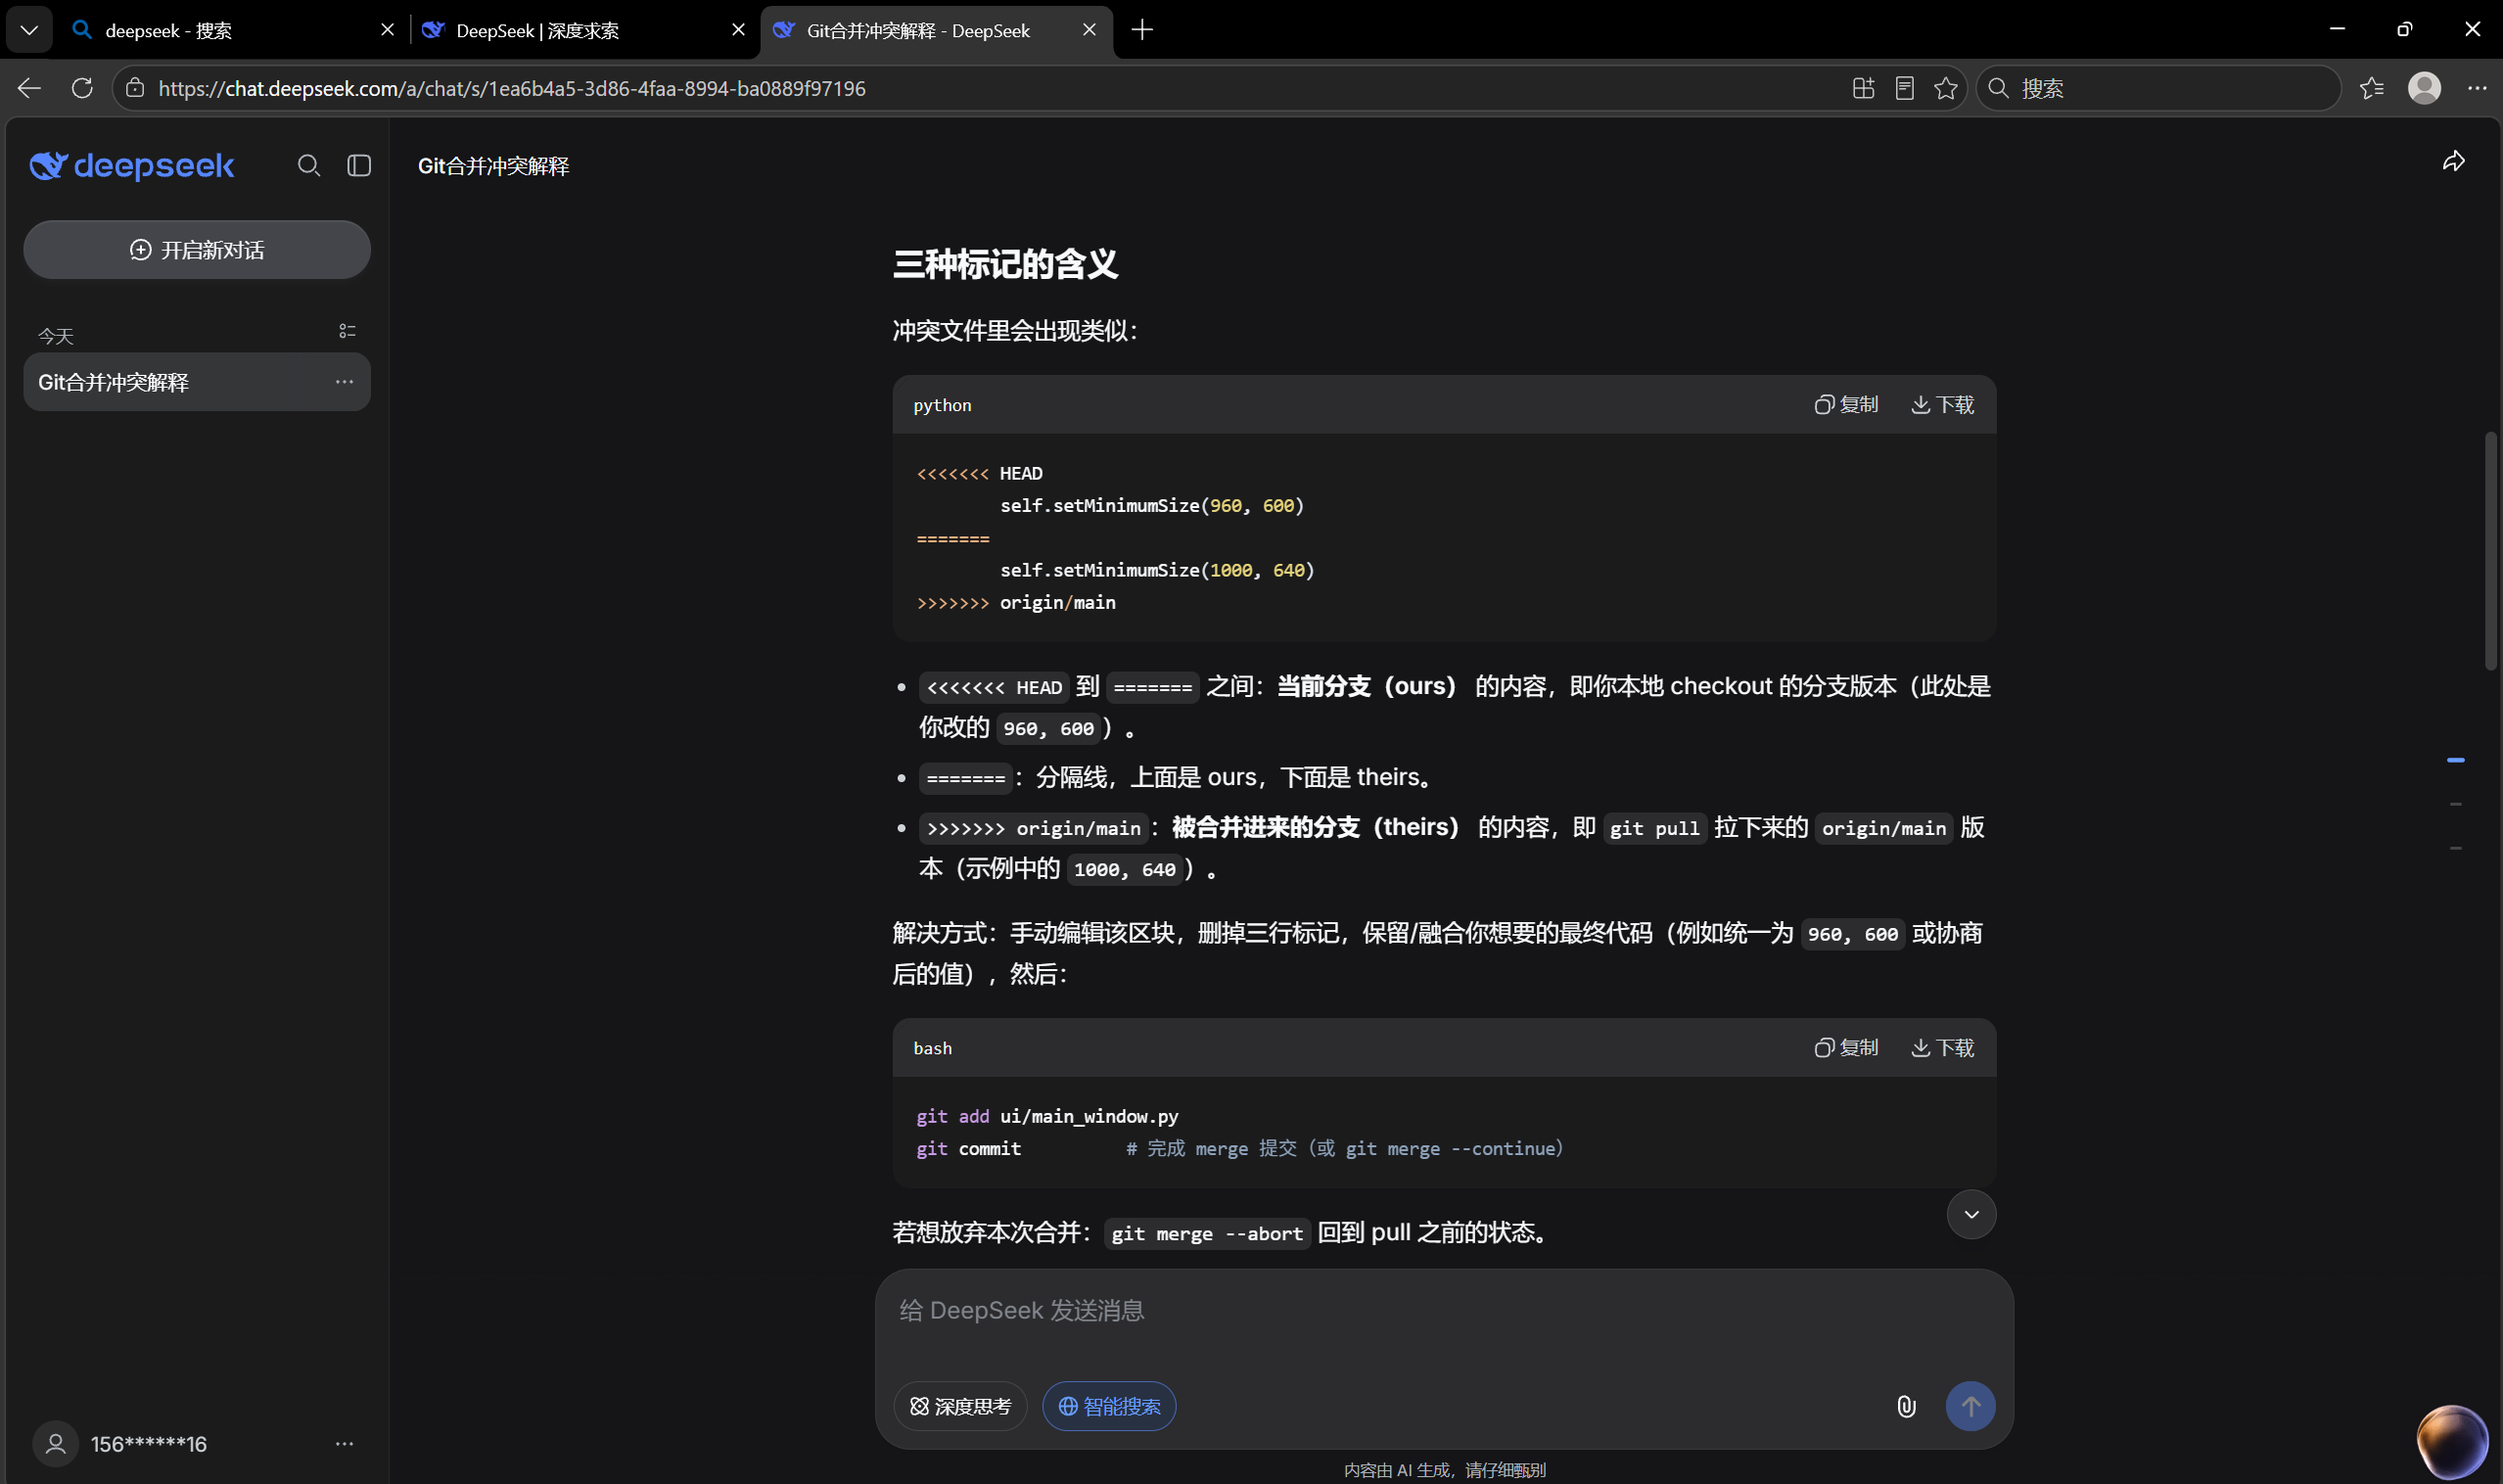 deepseek - 搜索
DeepSeek | 深度求索
Git合并冲突解释 - DeepSeek
https://chat.deepseek.com/a/chat/s/1ea6b4a5-3d86-4faa-8994-ba0889f97196
搜索
deepseek
Git合并冲突解释
开启新对话
今天
Git合并冲突解释
三种标记的含义
冲突文件里会出现类似：
python 复制 下载
<<<<<<< HEAD
        self.setMinimumSize(960, 600)
=======
        self.setMinimumSize(1000, 640)
>>>>>>> origin/main
• <<<<<<< HEAD 到 ======= 之间：当前分支（ours） 的内容，即你本地 checkout 的分支版本（此处是
你改的 960, 600 ）。
• ======= ：分隔线，上面是 ours，下面是 theirs。
• >>>>>>> origin/main ：被合并进来的分支（theirs） 的内容，即 git pull 拉下来的 origin/main 版
本（示例中的 1000, 640 ）。
解决方式：手动编辑该区块，删掉三行标记，保留/融合你想要的最终代码（例如统一为 960, 600 或协商
后的值），然后：
bash 复制 下载
git add ui/main_window.py
git commit          # 完成 merge 提交（或 git merge --continue）
若想放弃本次合并： git merge --abort 回到 pull 之前的状态。
给 DeepSeek 发送消息
深度思考 智能搜索
156******16
内容由 AI 生成，请仔细甄别